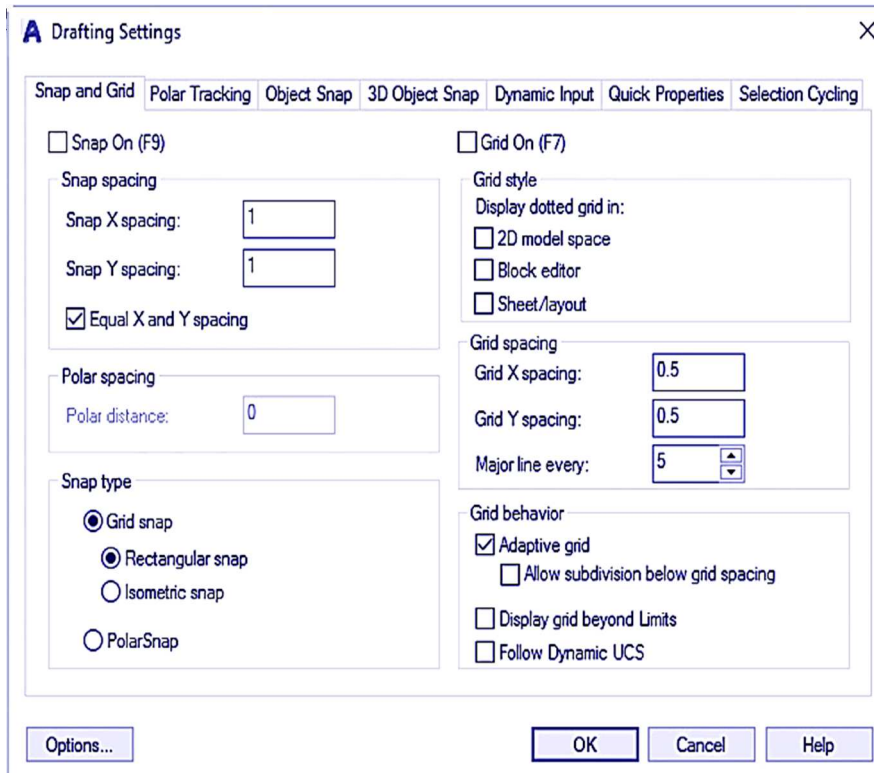 A Drafting Settings X
Snap and Grid Polar Tracking Object Snap 3D Object Snap Dynamic Input Quick Properties Selection Cycling
Snap On (F9)
Snap spacing
Snap X spacing: 1
Snap Y spacing: 1
Equal X and Y spacing
Polar spacing
Polar distance: 0
Snap type
Grid snap
Rectangular snap
Isometric snap
PolarSnap
Grid On (F7)
Grid style
Display dotted grid in:
2D model space
Block editor
Sheet/layout
Grid spacing
Grid X spacing: 0.5
Grid Y spacing: 0.5
Major line every: 5
Grid behavior
Adaptive grid
Allow subdivision below grid spacing
Display grid beyond Limits
Follow Dynamic UCS
Options... OK Cancel Help